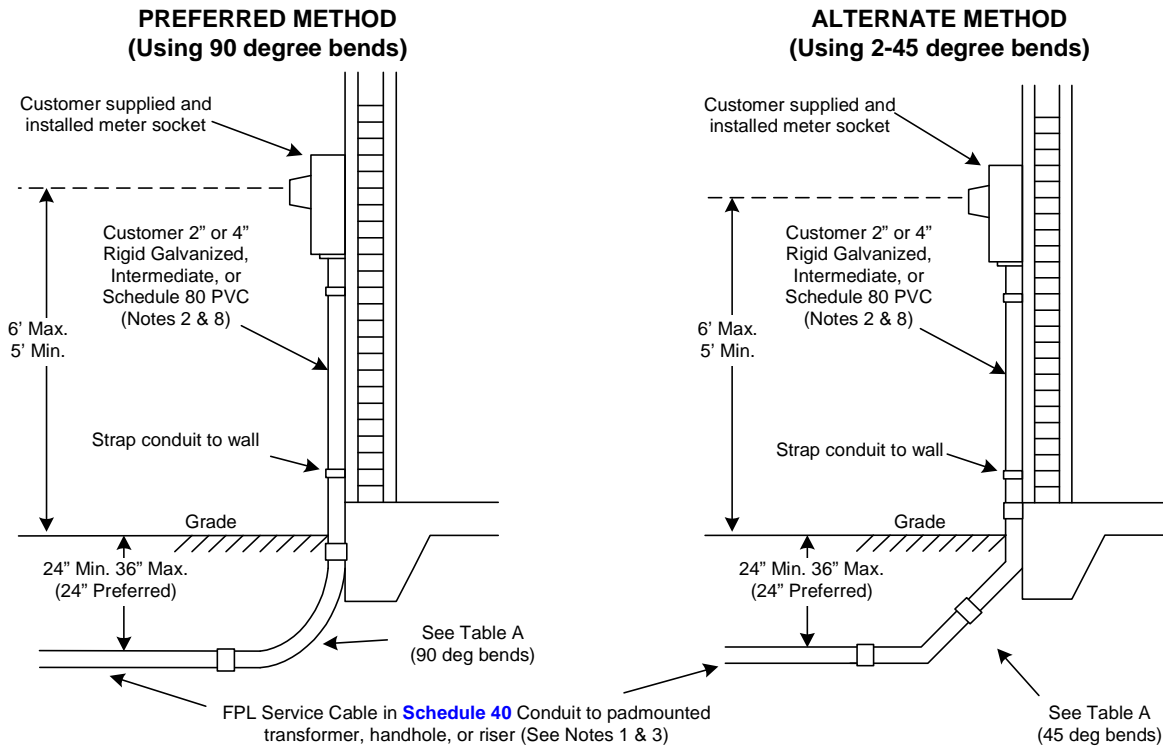 PREFERRED METHOD
(Using 90 degree bends)
Customer supplied and
installed meter socket
Customer 2” or 4”
Rigid Galvanized,
Intermediate, or
Schedule 80 PVC
(Notes 2 & 8)
6’ Max.
5’ Min.
Strap conduit to wall
Grade
24” Min. 36” Max.
(24” Preferred)
See Table A
(90 deg bends)
ALTERNATE METHOD
(Using 2-45 degree bends)
Customer supplied and
installed meter socket
Customer 2” or 4”
Rigid Galvanized,
Intermediate, or
Schedule 80 PVC
(Notes 2 & 8)
6’ Max.
5’ Min.
Strap conduit to wall
Grade
24” Min. 36” Max.
(24” Preferred)
See Table A
(45 deg bends)
FPL Service Cable in Schedule 40 Conduit to padmounted
transformer, handhole, or riser (See Notes 1 & 3)